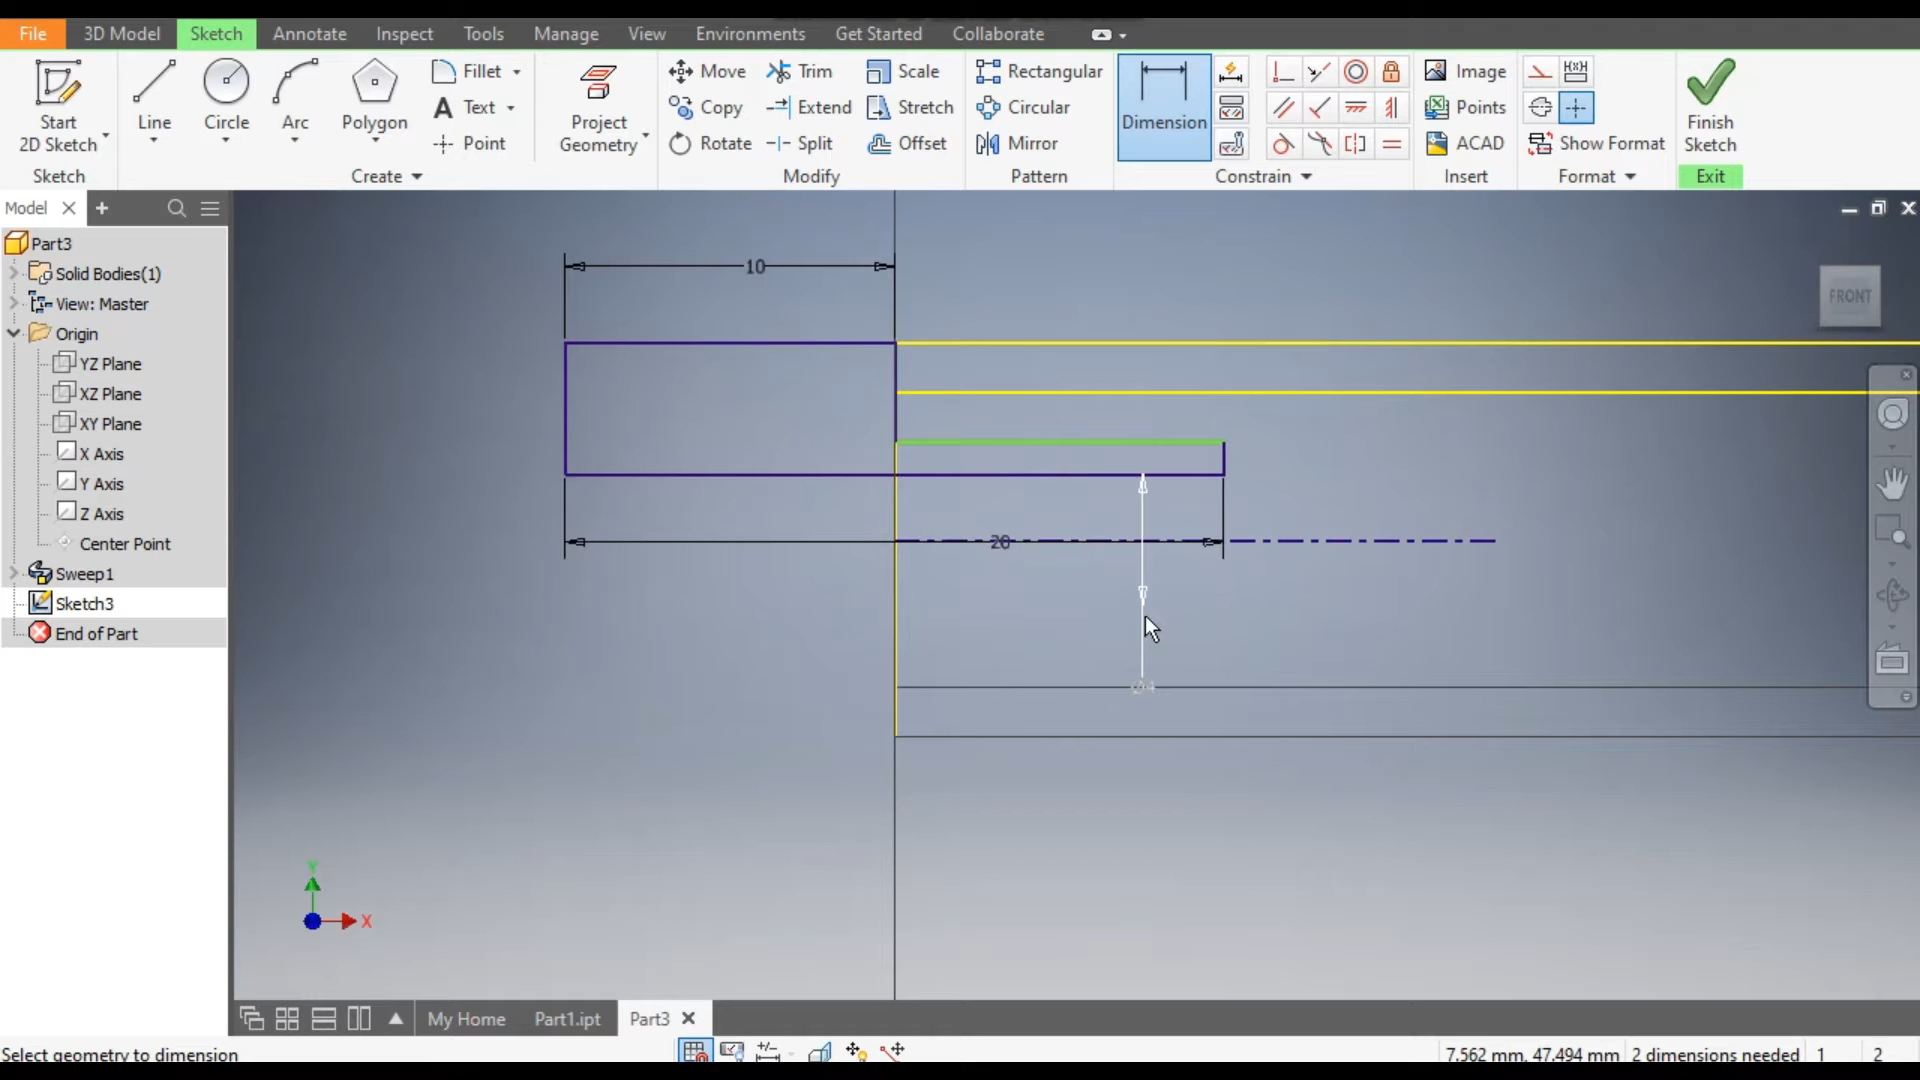 File 3D Model Sketch Annotate Inspect Tools Manage View Environments Get Started Collaborate
Start 2D Sketch
Line
Circle
Arc
Polygon
Fillet
Text
Point
Project Geometry
Move
Copy
Rotate
Trim
Extend
Split
Scale
Stretch
Offset
Rectangular
Circular
Mirror
Dimension
Image
Points
ACAD
Show Format
Finish Sketch
Sketch Create Modify Pattern Constrain Insert Format Exit
Model
Part3
Solid Bodies(1)
View: Master
Origin
YZ Plane
XZ Plane
XY Plane
X Axis
Y Axis
Z Axis
Center Point
Sweep1
Sketch3
End of Part
10
20
FRONT
Y
X
My Home Part1.ipt Part3
Select geometry to dimension
7.562 mm, 47.494 mm 2 dimensions needed 1 2